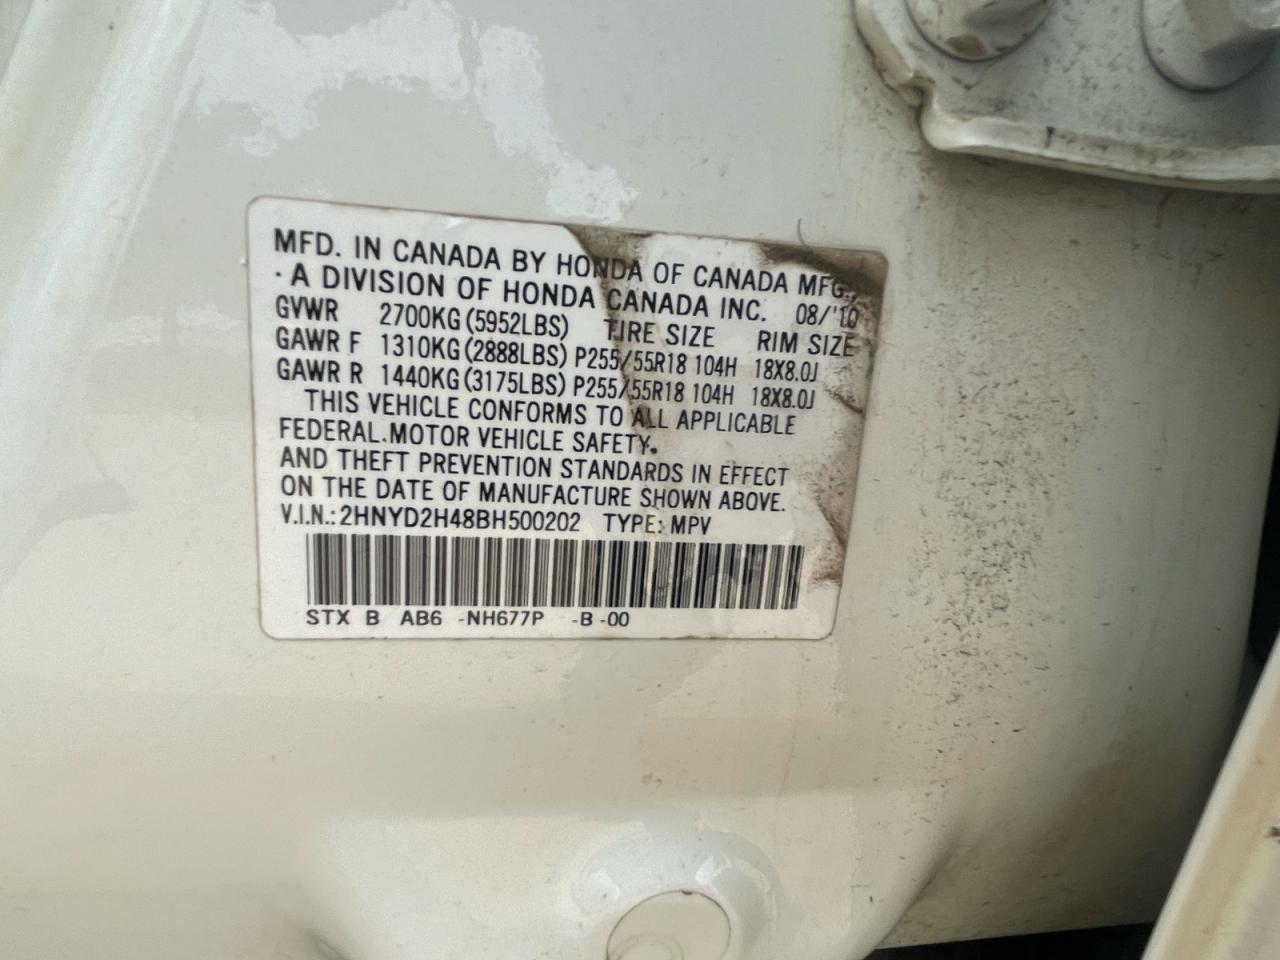 MFD. IN CANADA BY HONDA OF CANADA MFG.,
· A DIVISION OF HONDA CANADA INC. 08/'10
GVWR 2700KG (5952LBS) TIRE SIZE RIM SIZE
GAWR F 1310KG (2888LBS) P255/55R18 104H 18X8.0J
GAWR R 1440KG (3175LBS) P255/55R18 104H 18X8.0J
THIS VEHICLE CONFORMS TO ALL APPLICABLE
FEDERAL.MOTOR VEHICLE SAFETY.
AND THEFT PREVENTION STANDARDS IN EFFECT
ON THE DATE OF MANUFACTURE SHOWN ABOVE.
V.I.N.: 2HNYD2H48BH500202 TYPE: MPV
STX B AB6 -NH677P -B -00